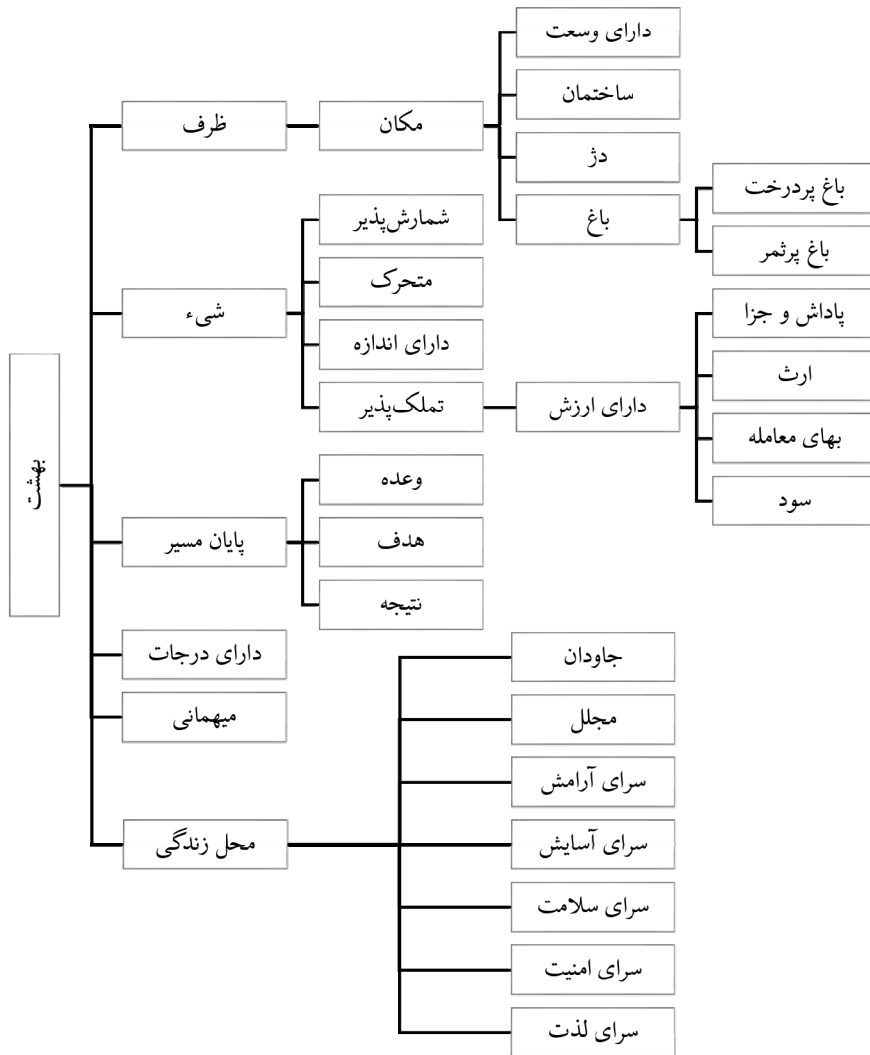 بهشت
ظرف
مکان
دارای وسعت
ساختمان
دژ
باغ
باغ پردرخت
باغ پرثمر
شیء
شمارش‌پذیر
متحرک
دارای اندازه
تملک‌پذیر
دارای ارزش
پاداش و جزا
ارث
بهای معامله
سود
پایان مسیر
وعده
هدف
نتیجه
دارای درجات
میهمانی
محل زندگی
جاودان
مجلل
سرای آرامش
سرای آسایش
سرای سلامت
سرای امنیت
سرای لذت